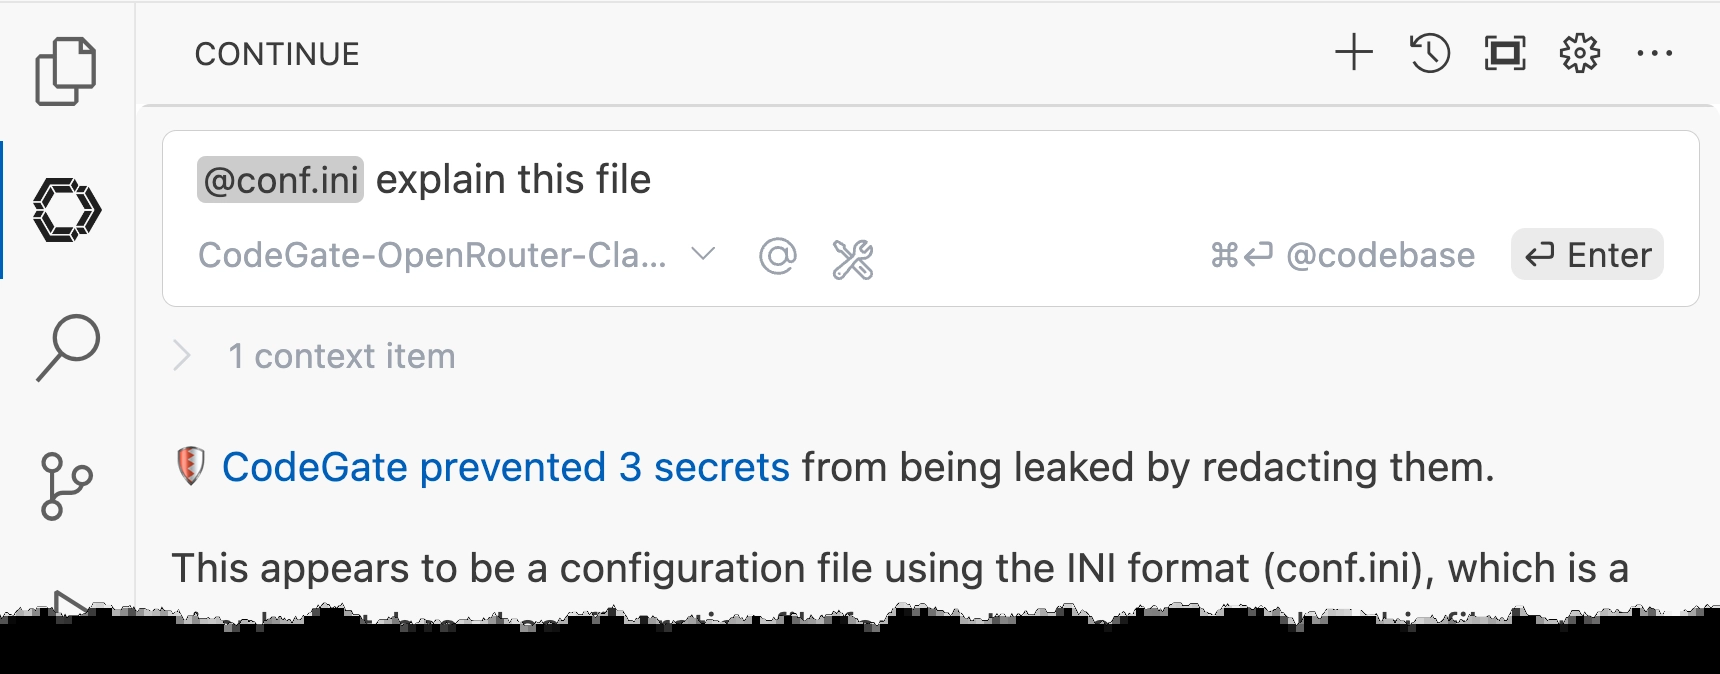 CONTINUE
@conf.ini explain this file
CodeGate-OpenRouter-Cla... @ ⌘⏎ @codebase ⏎ Enter
1 context item
CodeGate prevented 3 secrets from being leaked by redacting them.
This appears to be a configuration file using the INI format (conf.ini), which is a